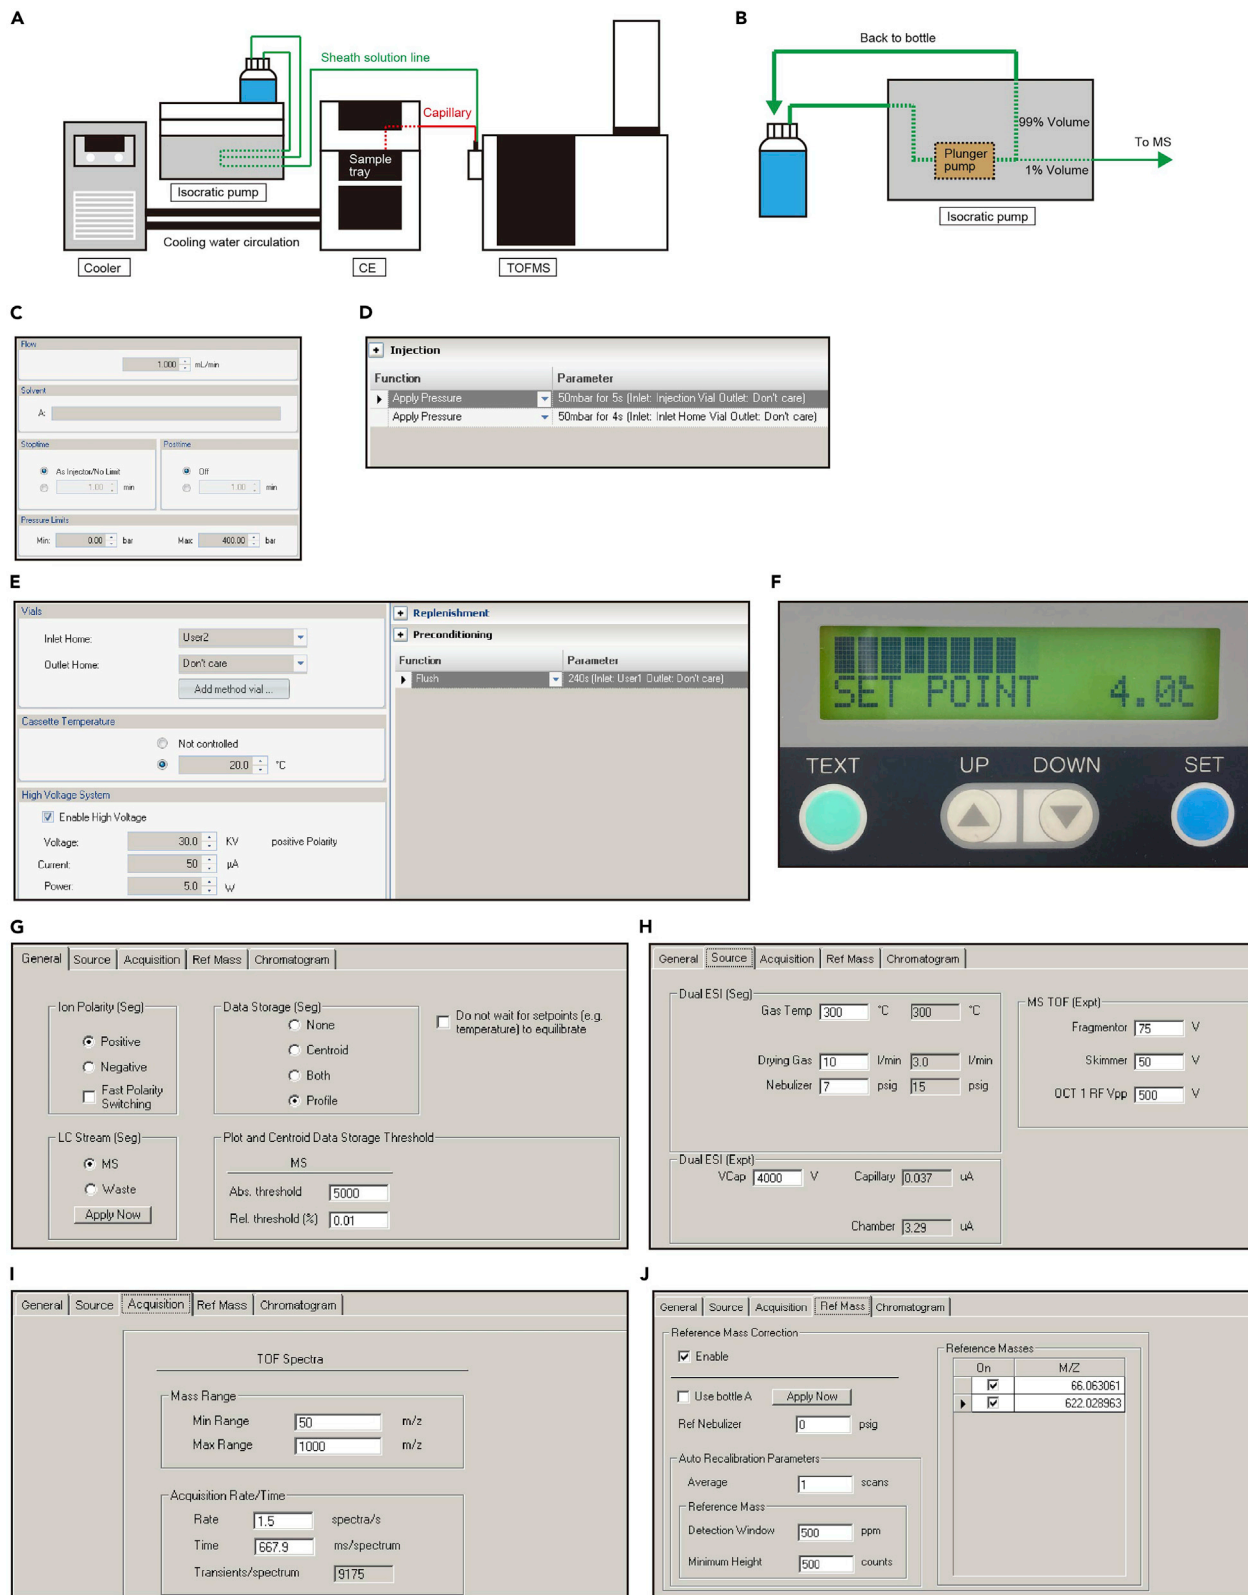 A
Sheath solution line
Capillary
Sample
tray
Isocratic pump
Cooling water circulation
Cooler
CE
TOFMS
B
Back to bottle
99% Volume
To MS
Plunger
pump
1% Volume
Isocratic pump
C
Flow
1.000 mL/min
Solvent
A:
Stoptime
Posttime
As Injector/No Limit
Off
1.00 min
1.00 min
Pressure Limits
Min: 0.00 bar Max: 400.00 bar
D
+ Injection
Function Parameter
Apply Pressure 50mbar for 5s (Inlet: Injection Vial Outlet: Don't care)
Apply Pressure 50mbar for 4s (Inlet: Inlet Home Vial Outlet: Don't care)
E
Vials
Inlet Home: User2
Outlet Home: Don't care
Add method vial ...
Cassette Temperature
Not controlled
20.0 °C
High Voltage System
Enable High Voltage
Voltage: 30.0 KV positive Polarity
Current: 50 µA
Power: 5.0 W
+ Replenishment
+ Preconditioning
Function Parameter
Flush 240s (Inlet: User1 Outlet: Don't care)
F
SET POINT 4.0℃
TEXT UP DOWN SET
G
General Source Acquisition Ref Mass Chromatogram
Ion Polarity (Seg)
Positive
Negative
Fast Polarity
Switching
Data Storage (Seg)
None
Centroid
Both
Profile
Do not wait for setpoints (e.g.
temperature) to equilibrate
LC Stream (Seg)
MS
Waste
Apply Now
Plot and Centroid Data Storage Threshold
MS
Abs. threshold 5000
Rel. threshold (%) 0.01
H
General Source Acquisition Ref Mass Chromatogram
Dual ESI (Seg)
Gas Temp 300 °C 300 °C
Drying Gas 10 l/min 3.0 l/min
Nebulizer 7 psig 15 psig
MS TOF (Expt)
Fragmentor 75 V
Skimmer 50 V
OCT 1 RF Vpp 500 V
Dual ESI (Expt)
VCap 4000 V Capillary 0.037 uA
Chamber 3.29 uA
I
General Source Acquisition Ref Mass Chromatogram
TOF Spectra
Mass Range
Min Range 50 m/z
Max Range 1000 m/z
Acquisition Rate/Time
Rate 1.5 spectra/s
Time 667.9 ms/spectrum
Transients/spectrum 9175
J
General Source Acquisition Ref Mass Chromatogram
Reference Mass Correction
Enable
Use bottle A Apply Now
Ref Nebulizer 0 psig
Auto Recalibration Parameters
Average 1 scans
Reference Mass
Detection Window 500 ppm
Minimum Height 500 counts
Reference Masses
On M/Z
66.063061
622.028963